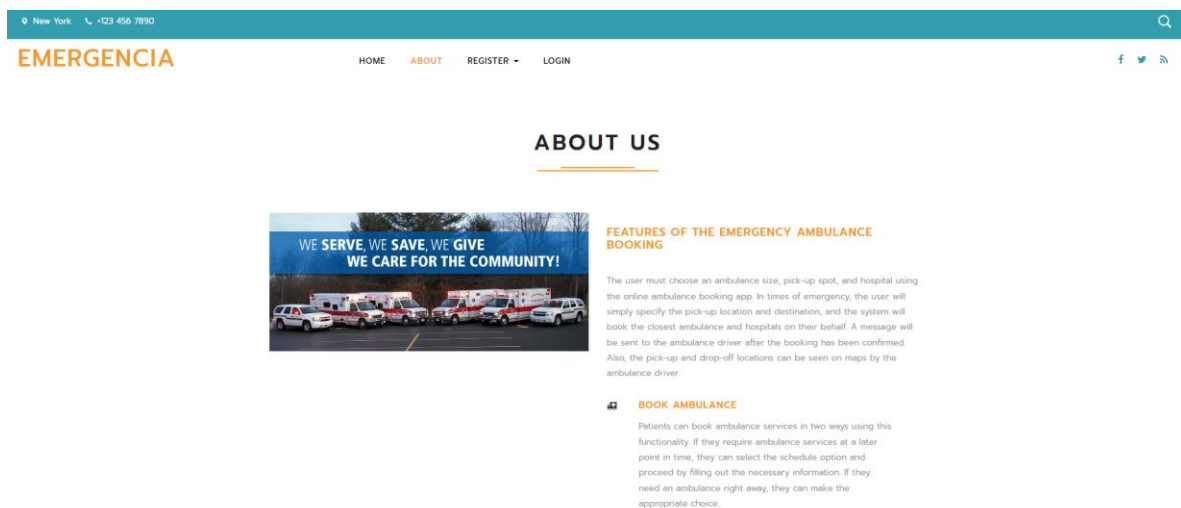 New York +123 456 7890
EMERGENCIA
HOME ABOUT REGISTER LOGIN
ABOUT US
WE SERVE, WE SAVE, WE GIVE
WE CARE FOR THE COMMUNITY!
FEATURES OF THE EMERGENCY AMBULANCE
BOOKING
The user must choose an ambulance size, pick-up spot, and hospital using
the online ambulance booking app. In times of emergency, the user will
simply specify the pick-up location and destination, and the system will
book the closest ambulance and hospitals on their behalf. A message will
be sent to the ambulance driver after the booking has been confirmed.
Also, the pick-up and drop-off locations can be seen on maps by the
ambulance driver.
BOOK AMBULANCE
Patients can book ambulance services in two ways using this
functionality. If they require ambulance services at a later
point in time, they can select the schedule option and
proceed by filling out the necessary information. If they
need an ambulance right away, they can make the
appropriate choice.